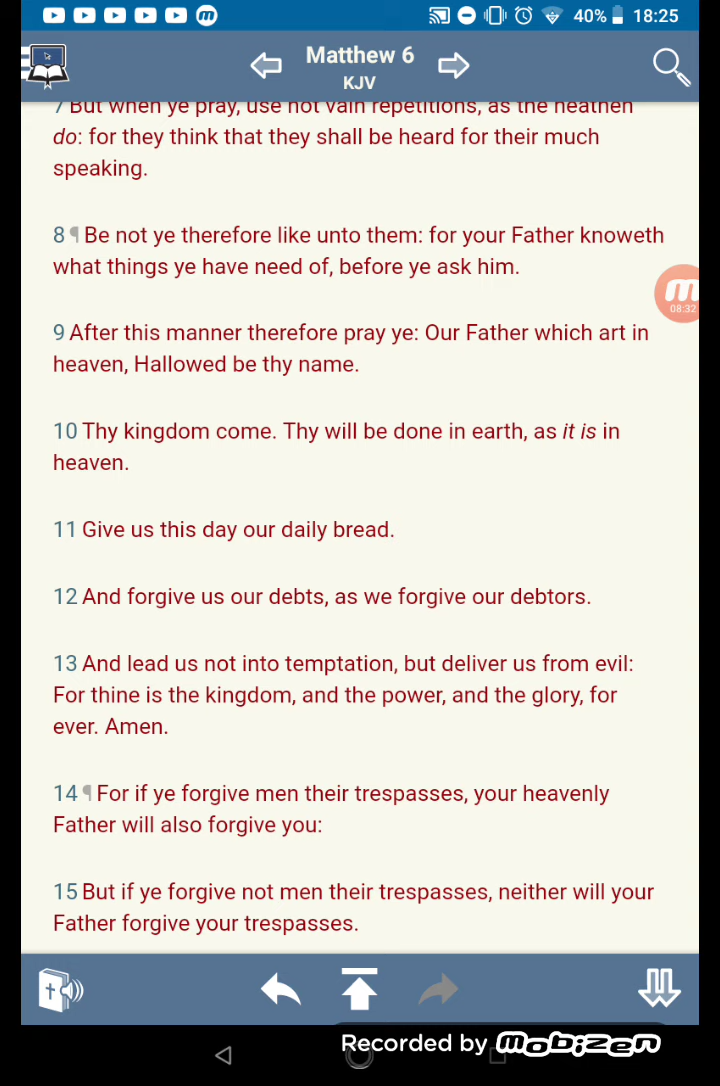 40% 18:25
Matthew 6
KJV
7 But when ye pray, use not vain repetitions, as the heathen
do: for they think that they shall be heard for their much
speaking.
8 ¶ Be not ye therefore like unto them: for your Father knoweth
what things ye have need of, before ye ask him.
08:32
9 After this manner therefore pray ye: Our Father which art in
heaven, Hallowed be thy name.
10 Thy kingdom come. Thy will be done in earth, as it is in
heaven.
11 Give us this day our daily bread.
12 And forgive us our debts, as we forgive our debtors.
13 And lead us not into temptation, but deliver us from evil:
For thine is the kingdom, and the power, and the glory, for
ever. Amen.
14 ¶ For if ye forgive men their trespasses, your heavenly
Father will also forgive you:
15 But if ye forgive not men their trespasses, neither will your
Father forgive your trespasses.
Recorded by mobizen